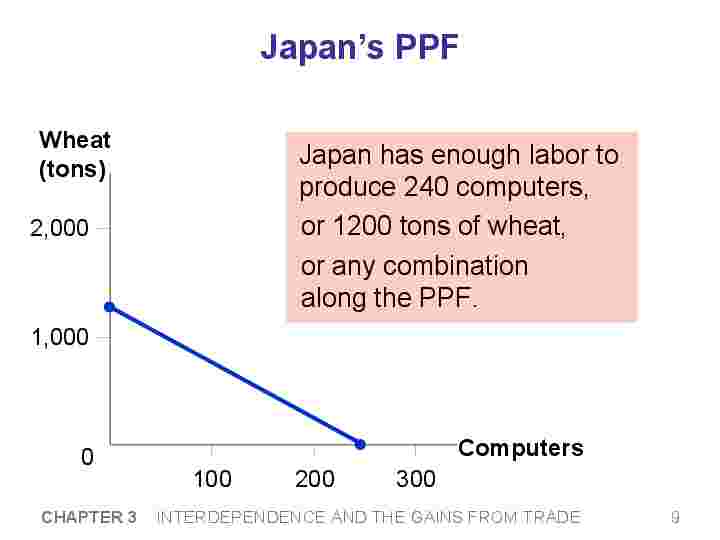 Japan’s PPF
Wheat
(tons)
Japan has enough labor to
produce 240 computers,
or 1200 tons of wheat,
or any combination
along the PPF.
2,000
1,000
0
Computers
100 200 300
CHAPTER 3 INTERDEPENDENCE AND THE GAINS FROM TRADE 9